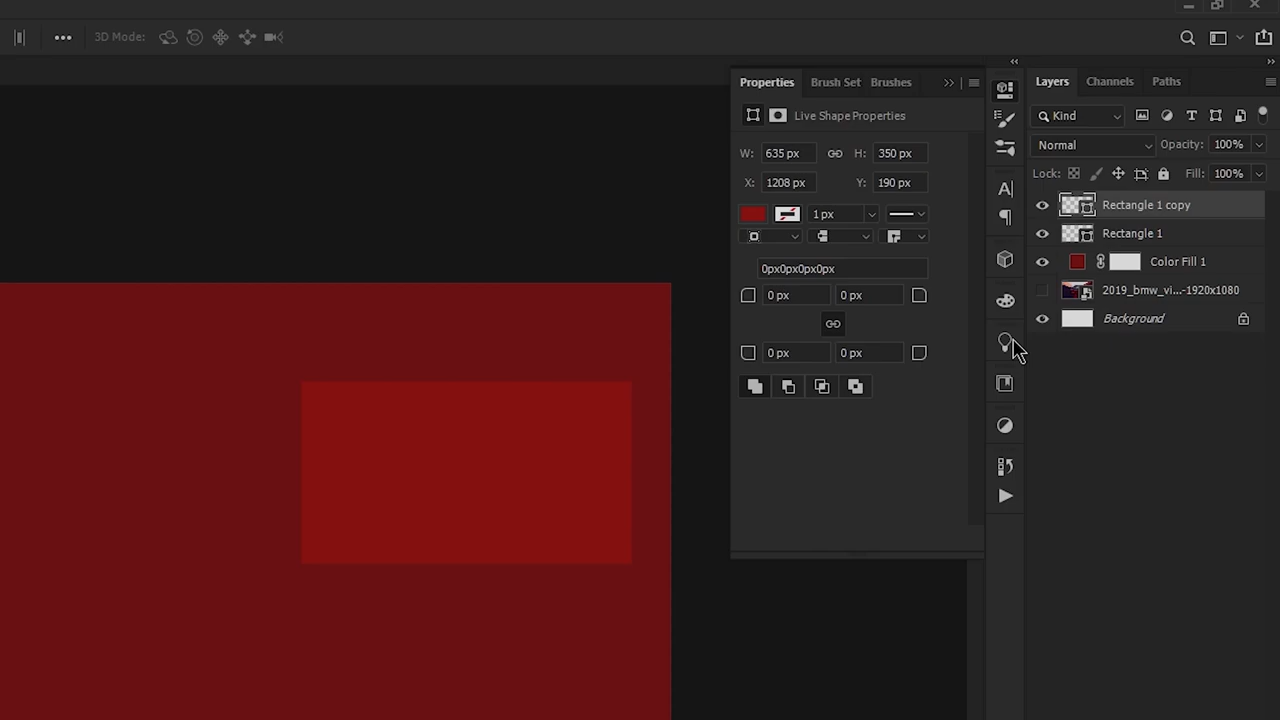 3D Mode:
Properties
Brush Set
Brushes
Live Shape Properties
W: 635 px
H: 350 px
X: 1208 px
Y: 190 px
1 px
0px0px0px0px
0 px
0 px
0 px
0 px
Layers
Channels
Paths
Kind
Normal
Opacity: 100%
Lock:
Fill: 100%
Rectangle 1 copy
Rectangle 1
Color Fill 1
2019_bmw_vi...-1920x1080
Background